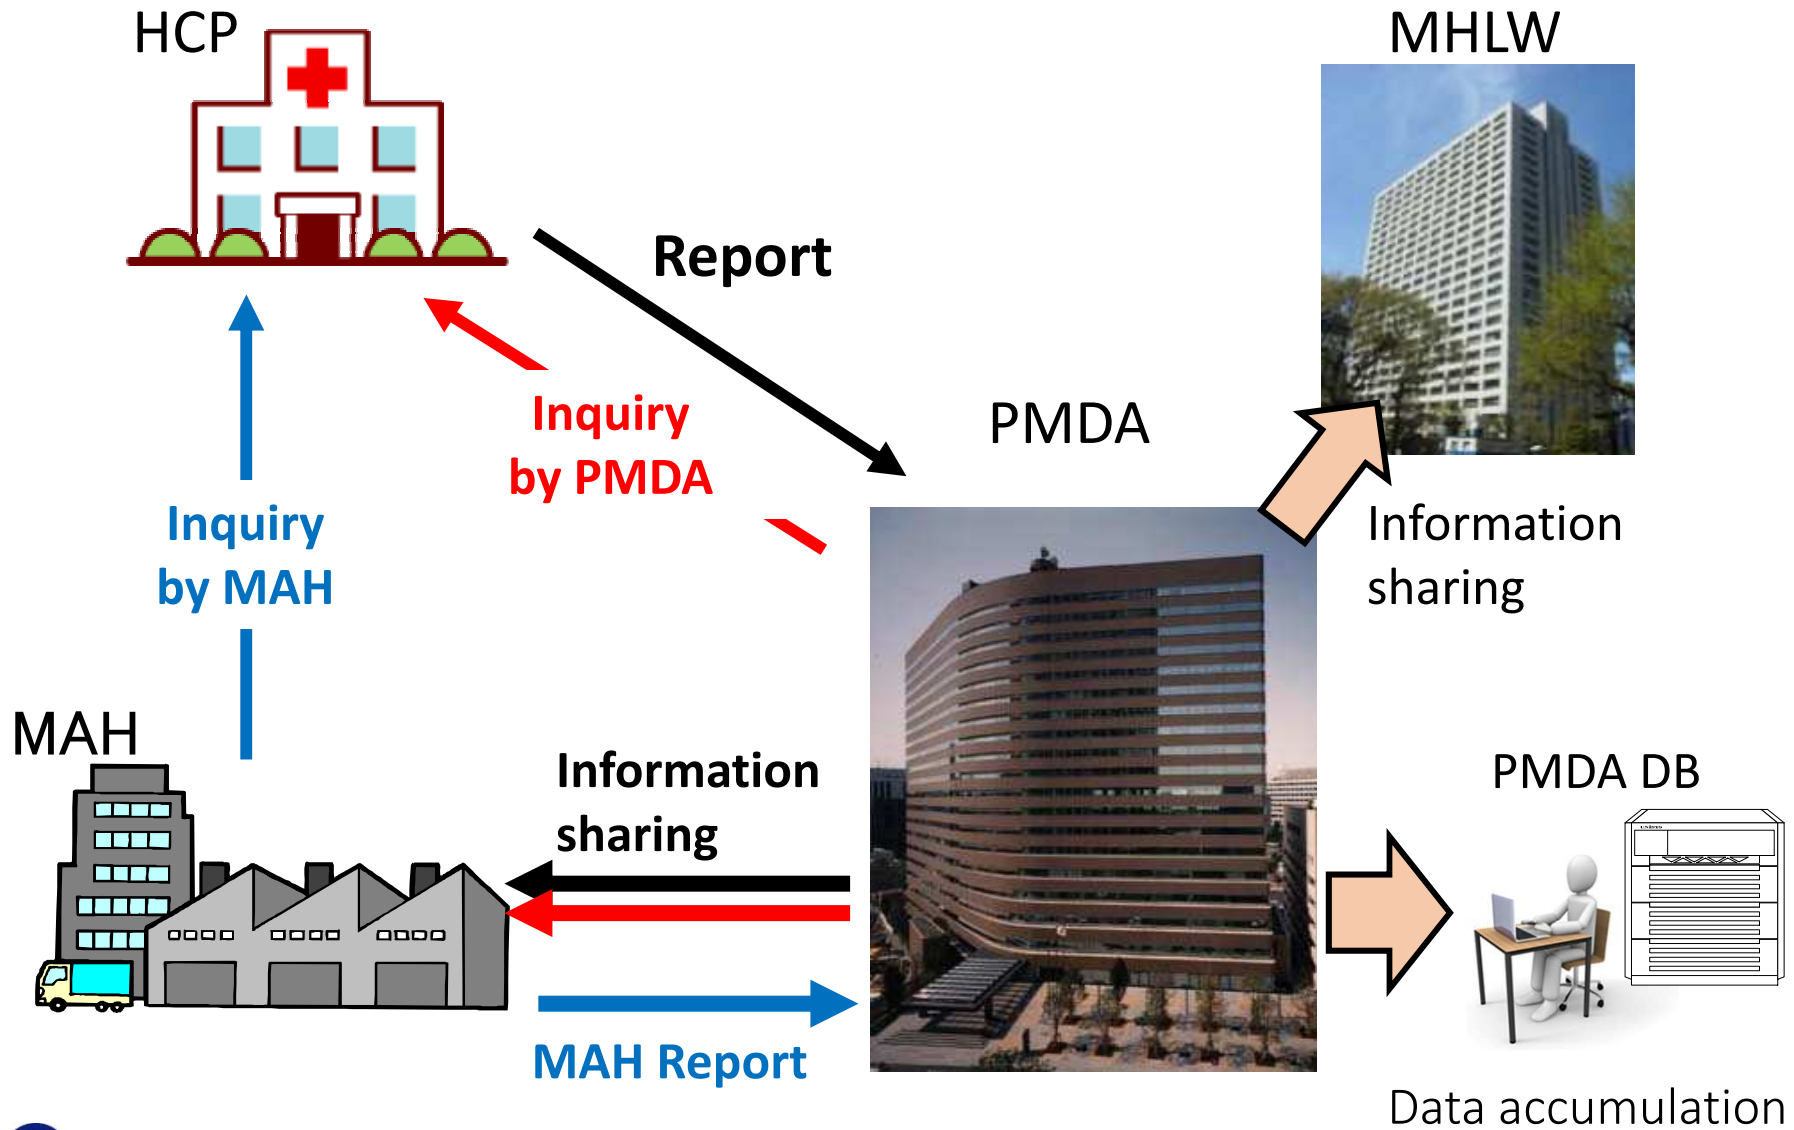 HCP
MHLW
Report
PMDA
Inquiry
by PMDA
Information
sharing
Inquiry
by MAH
MAH
Information
sharing
PMDA DB
MAH Report
Data accumulation